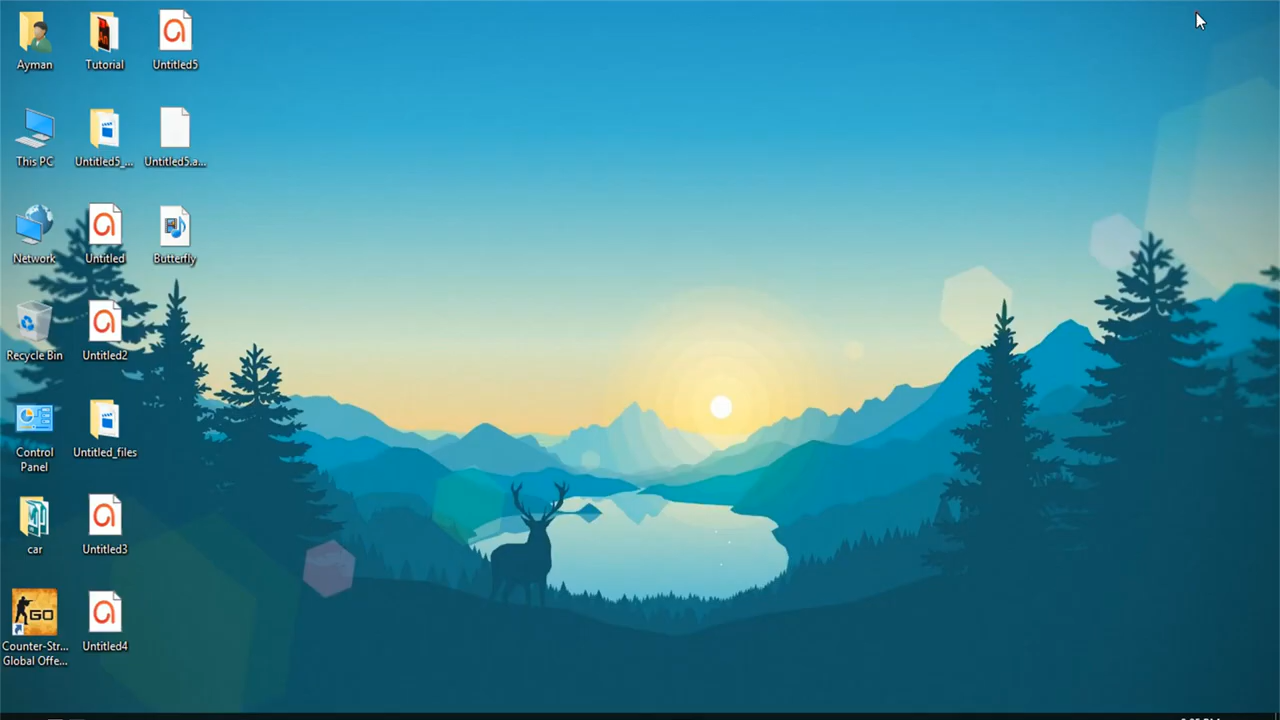 Ayman
Tutorial
Untitled5
This PC
Untitled5_...
Untitled5.a...
Network
Untitled
Butterfly
Recycle Bin
Untitled2
Control
Panel
Untitled_files
car
Untitled3
GO
Counter-Str...
Global Offe...
Untitled4